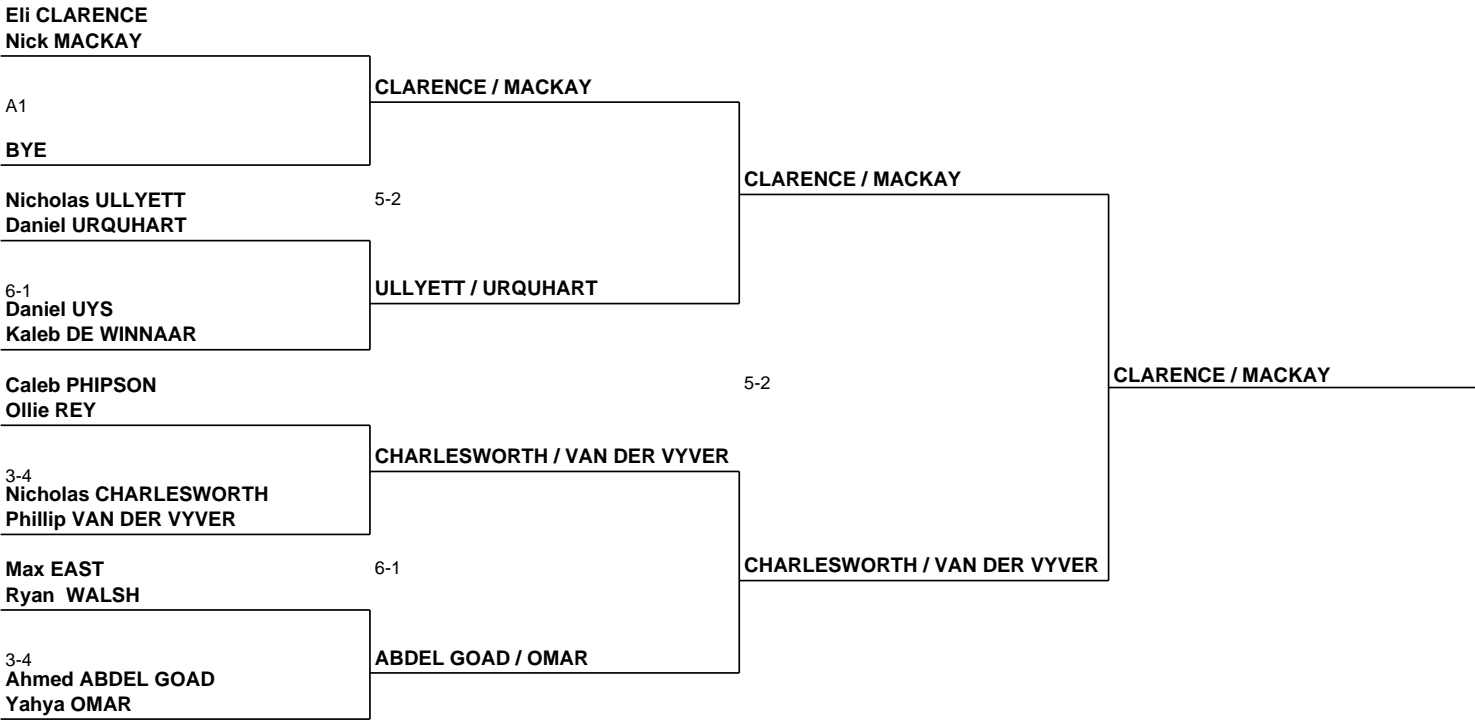 Eli CLARENCE
Nick MACKAY
CLARENCE / MACKAY
A1
BYE
CLARENCE / MACKAY
Nicholas ULLYETT
5-2
Daniel URQUHART
6-1
ULLYETT / URQUHART
Daniel UYS
Kaleb DE WINNAAR
CLARENCE / MACKAY
Caleb PHIPSON
5-2
Ollie REY
CHARLESWORTH / VAN DER VYVER
3-4
Nicholas CHARLESWORTH
Phillip VAN DER VYVER
CHARLESWORTH / VAN DER VYVER
Max EAST
6-1
Ryan WALSH
3-4
ABDEL GOAD / OMAR
Ahmed ABDEL GOAD
Yahya OMAR